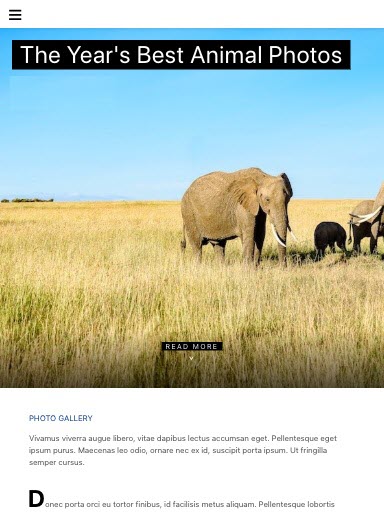 The Year's Best Animal Photos
READ MORE
PHOTO GALLERY
Vivamus viverra augue libero, vitae dapibus lectus accumsan eget. Pellentesque eget
ipsum purus. Maecenas leo odio, ornare nec ex id, suscipit porta ipsum. Ut fringilla
semper cursus.
Donec porta orci eu tortor finibus, id facilisis metus aliquam. Pellentesque lobortis